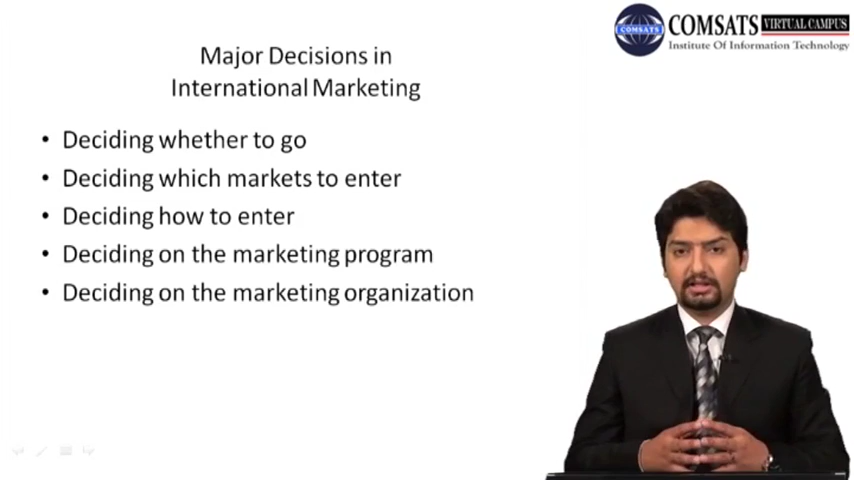 COMSATS VIRTUAL CAMPUS
COMSATS
Institute Of Information Technology
Major Decisions in
International Marketing
• Deciding whether to go
• Deciding which markets to enter
• Deciding how to enter
• Deciding on the marketing program
• Deciding on the marketing organization